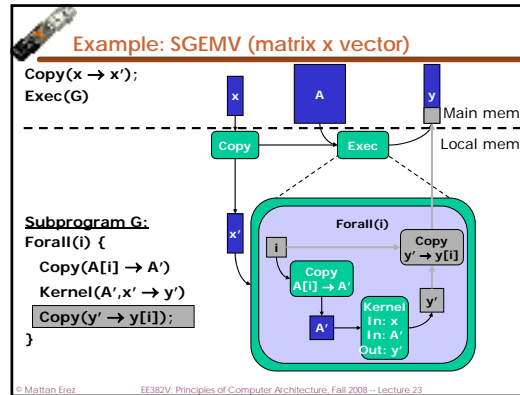 Example: SGEMV (matrix x vector)
Copy(x → x');
Exec(G)
x
A
y
Main mem
Local mem
Copy
Exec
Subprogram G:
Forall(i) {
Copy(A[i] → A')
Kernel(A',x' → y')
Copy(y' → y[i]);
}
x'
Forall(i)
i
Copy
y' → y[i]
Copy
A[i] → A'
A'
Kernel
In: x
In: A'
Out: y'
y'
© Mattan Erez
EE382V: Principles of Computer Architecture, Fall 2008 -- Lecture 23